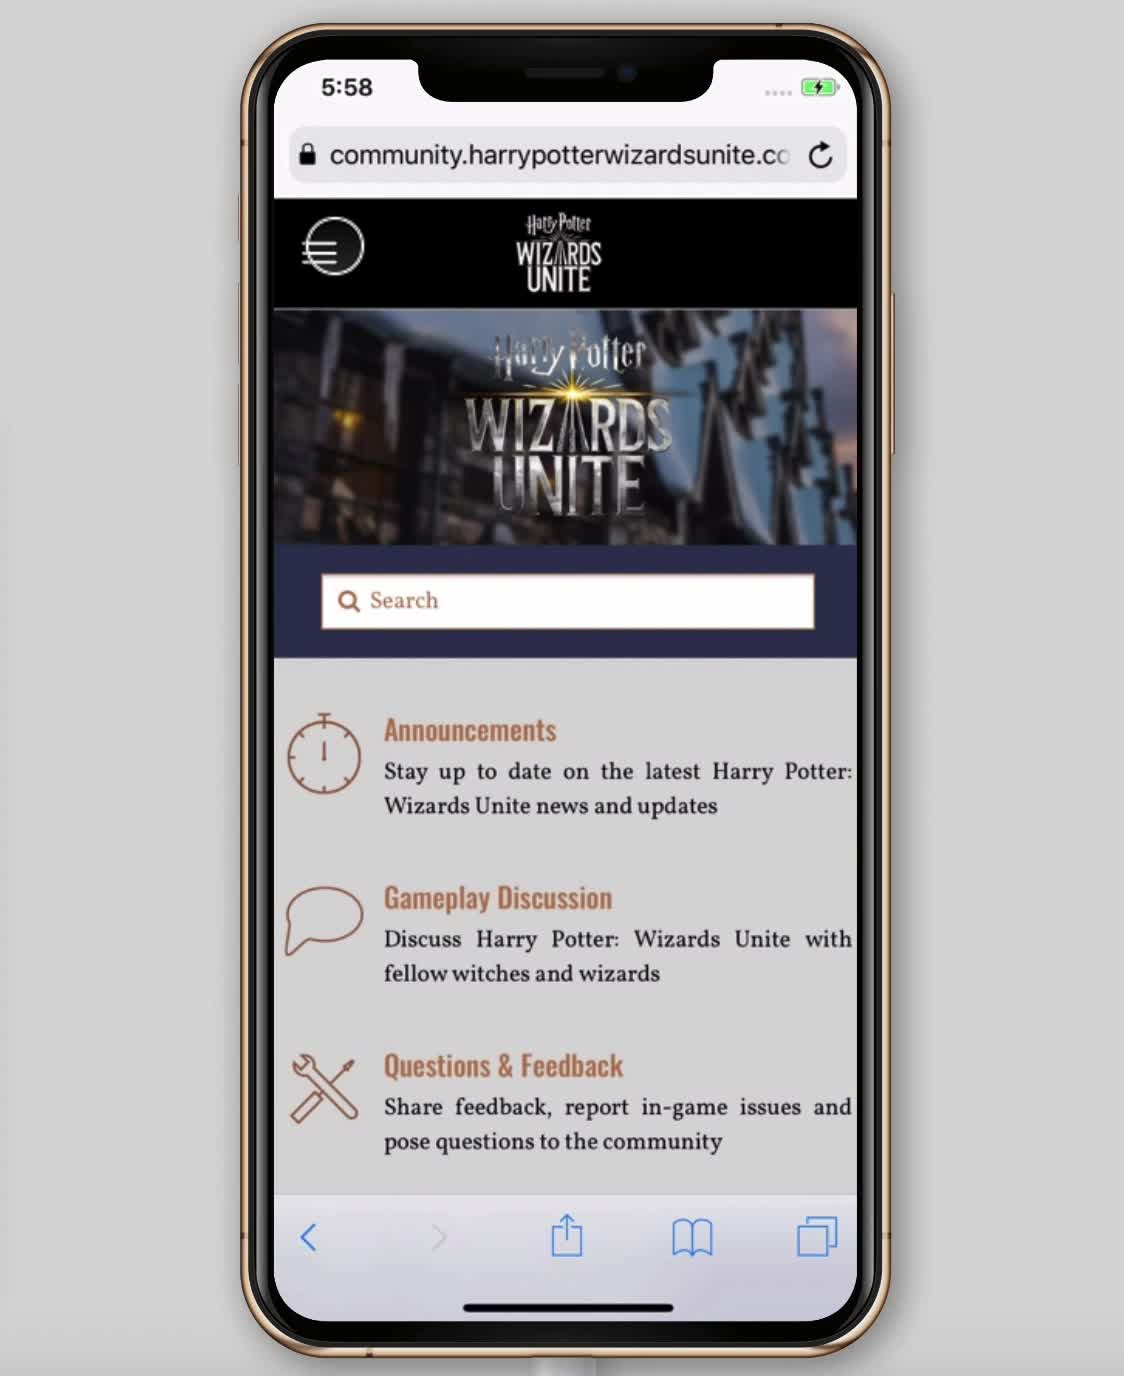 5:58
community.harrypotterwizardsunite.co
Harry Potter
WIZARDS
UNITE
Harry Potter
WIZARDS
UNITE
Search
Announcements
Stay up to date on the latest Harry Potter:
Wizards Unite news and updates
Gameplay Discussion
Discuss Harry Potter: Wizards Unite with
fellow witches and wizards
Questions & Feedback
Share feedback, report in-game issues and
pose questions to the community